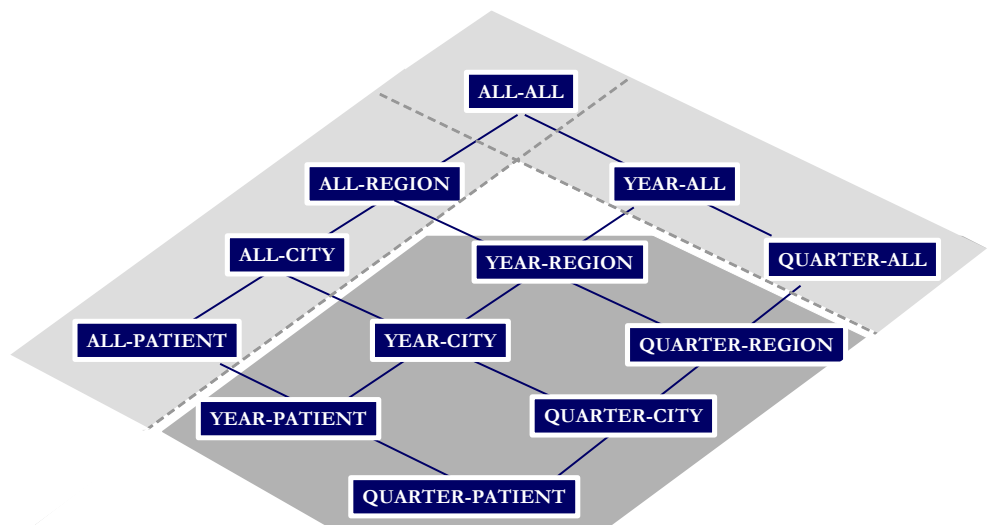 ALL-ALL
ALL-REGION
YEAR-ALL
ALL-CITY
YEAR-REGION
QUARTER-ALL
ALL-PATIENT
YEAR-CITY
QUARTER-REGION
YEAR-PATIENT
QUARTER-CITY
QUARTER-PATIENT